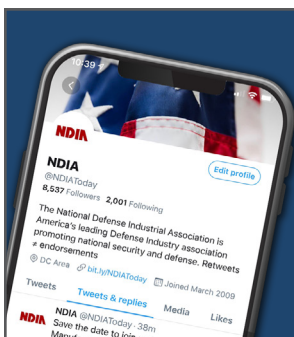 10:39
NDIA
NDIA
Edit profile
@NDIAToday
8,537 Followers 2,001 Following
The National Defense Industrial Association is
America's leading Defense Industry association
promoting national security and defense. Retweets
≠ endorsements
DC Area bit.ly/NDIAToday Joined March 2009
Tweets Tweets & replies Media Likes
NDIA
NDIA @NDIAToday · 38m
Save the date to join